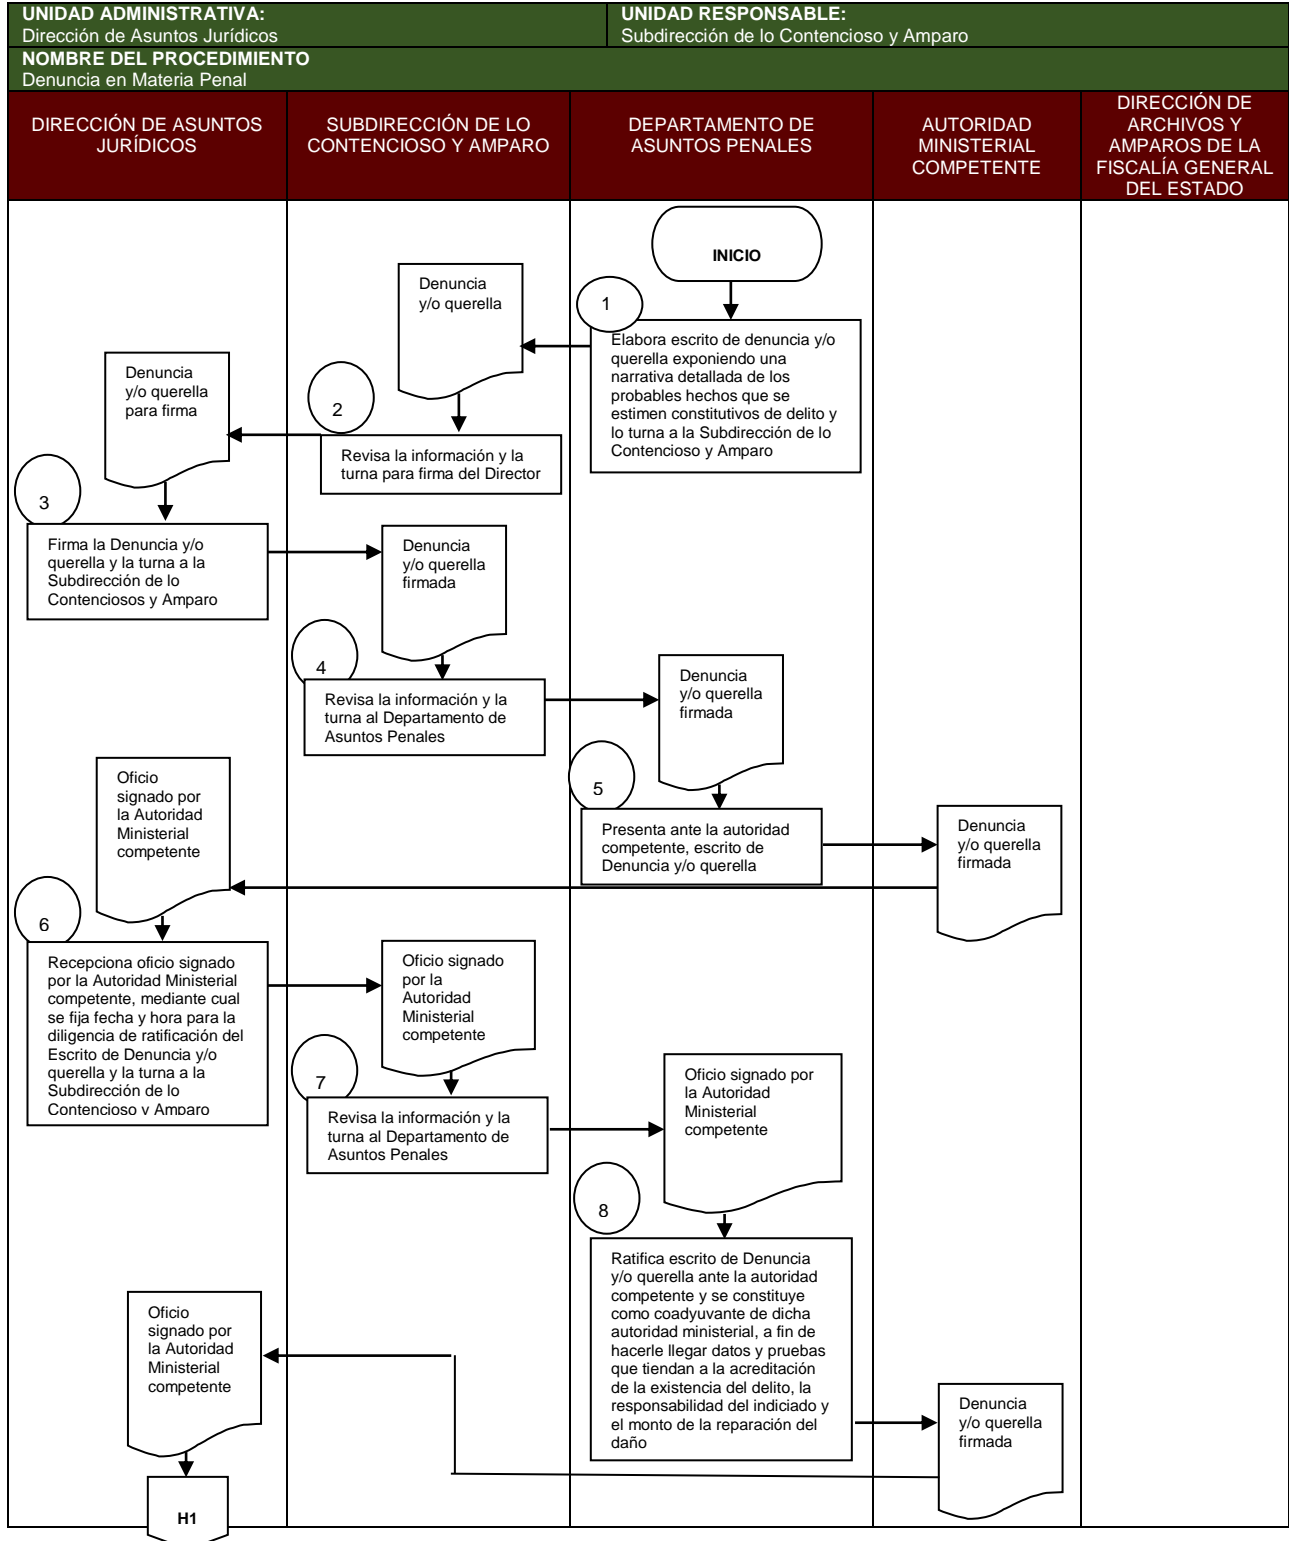 UNIDAD ADMINISTRATIVA:
Dirección de Asuntos Jurídicos
UNIDAD RESPONSABLE:
Subdirección de lo Contencioso y Amparo
NOMBRE DEL PROCEDIMIENTO
Denuncia en Materia Penal
DIRECCIÓN DE ASUNTOS
JURÍDICOS
SUBDIRECCIÓN DE LO
CONTENCIOSO Y AMPARO
DEPARTAMENTO DE
ASUNTOS PENALES
AUTORIDAD
MINISTERIAL
COMPETENTE
DIRECCIÓN DE
ARCHIVOS Y
AMPAROS DE LA
FISCALÍA GENERAL
DEL ESTADO
INICIO
1
Elabora escrito de denuncia y/o
querella exponiendo una
narrativa detallada de los
probables hechos que se
estimen constitutivos de delito y
lo turna a la Subdirección de lo
Contencioso y Amparo
Denuncia
y/o querella
2
Revisa la información y la
turna para firma del Director
Denuncia
y/o querella
para firma
3
Firma la Denuncia y/o
querella y la turna a la
Subdirección de lo
Contenciosos y Amparo
Denuncia
y/o querella
firmada
4
Revisa la información y la
turna al Departamento de
Asuntos Penales
Denuncia
y/o querella
firmada
5
Presenta ante la autoridad
competente, escrito de
Denuncia y/o querella
Denuncia
y/o querella
firmada
Oficio
signado por
la Autoridad
Ministerial
competente
6
Recepciona oficio signado
por la Autoridad Ministerial
competente, mediante cual
se fija fecha y hora para la
diligencia de ratificación del
Escrito de Denuncia y/o
querella y la turna a la
Subdirección de lo
Contencioso y Amparo
Oficio signado
por la
Autoridad
Ministerial
competente
7
Revisa la información y la
turna al Departamento de
Asuntos Penales
Oficio signado por
la Autoridad
Ministerial
competente
8
Ratifica escrito de Denuncia
y/o querella ante la autoridad
competente y se constituye
como coadyuvante de dicha
autoridad ministerial, a fin de
hacerle llegar datos y pruebas
que tiendan a la acreditación
de la existencia del delito, la
responsabilidad del indiciado y
el monto de la reparación del
daño
Denuncia
y/o querella
firmada
Oficio
signado por
la Autoridad
Ministerial
competente
H1